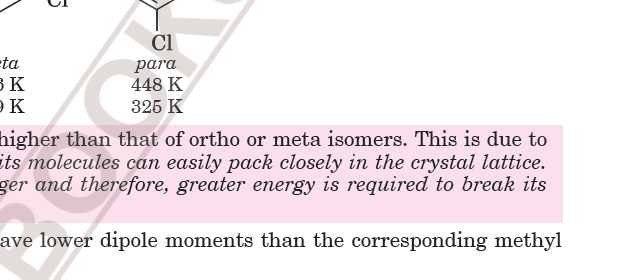 Cl
Cl
eta para
3 K 448 K
9 K 325 K
higher than that of ortho or meta isomers. This is due to
its molecules can easily pack closely in the crystal lattice.
ger and therefore, greater energy is required to break its
ave lower dipole moments than the corresponding methyl
BOOK